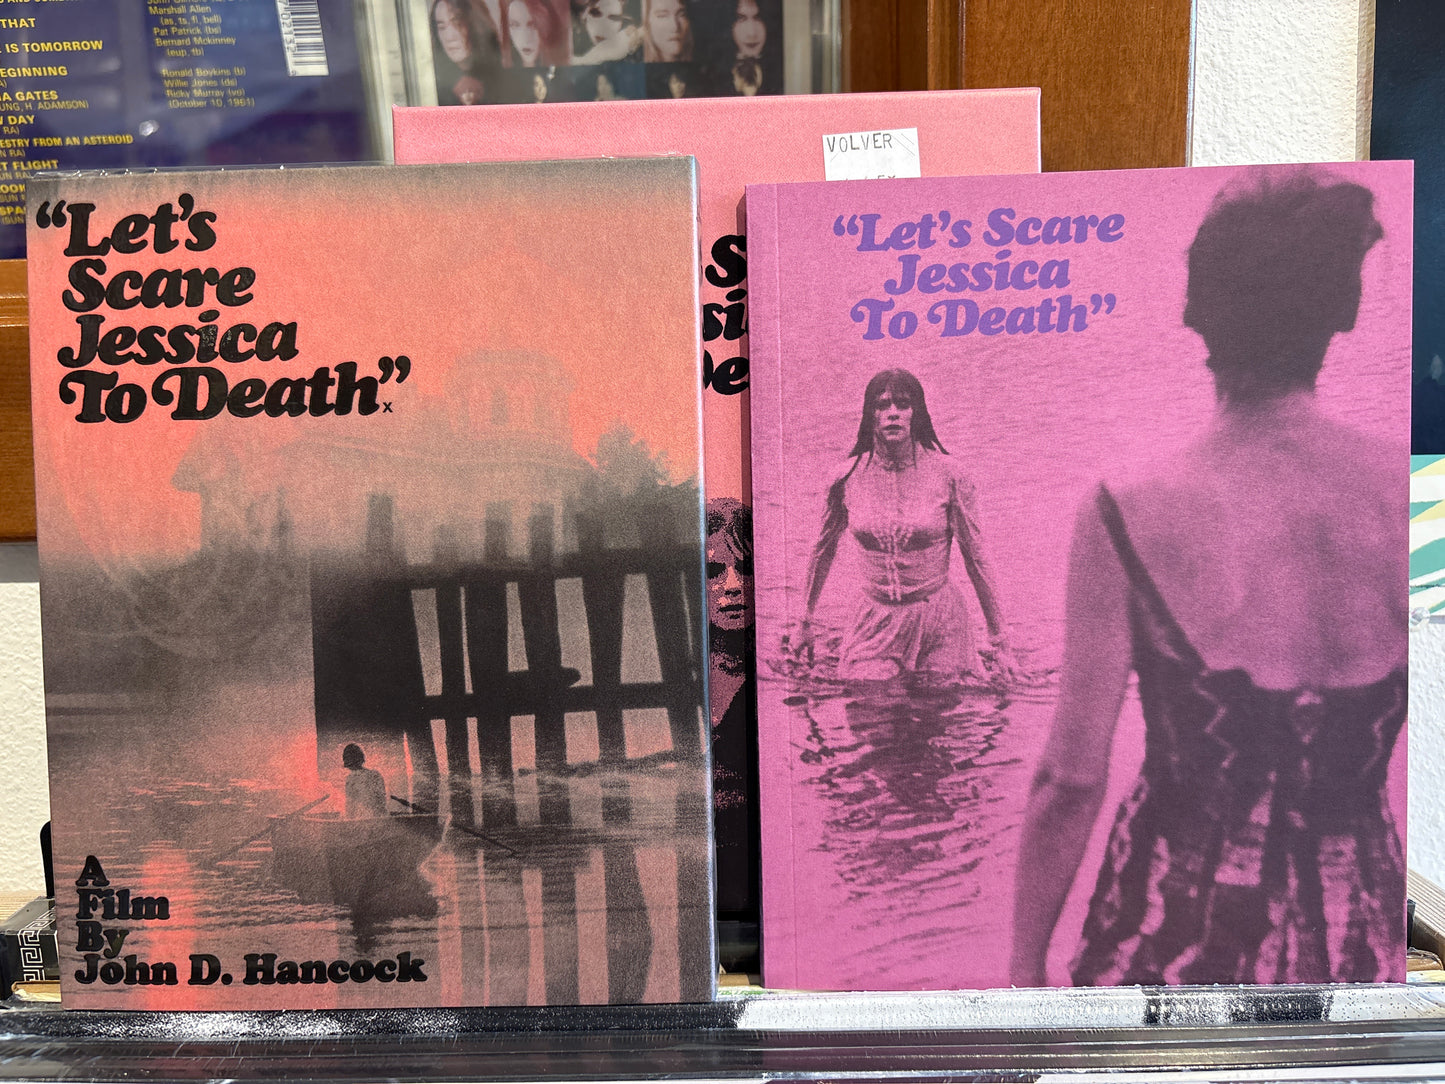 THAT
IS TOMORROW
Marshall Allen
(as, ts, fl, bell)
Pat Patrick (bs)
Bernard Mckinney
(eup, tb)
Ronald Boykins (b)
Willie Jones (ds)
Ricky Murray (vo)
(October 10, 1961)
GATES
H. ADAMSON)
DAY
FROM AN ASTEROID
FLIGHT
VOLVER
“Let’s
Scare
Jessica
To Death”x
A
Film
By
John D. Hancock
“Let’s Scare
Jessica
To Death”